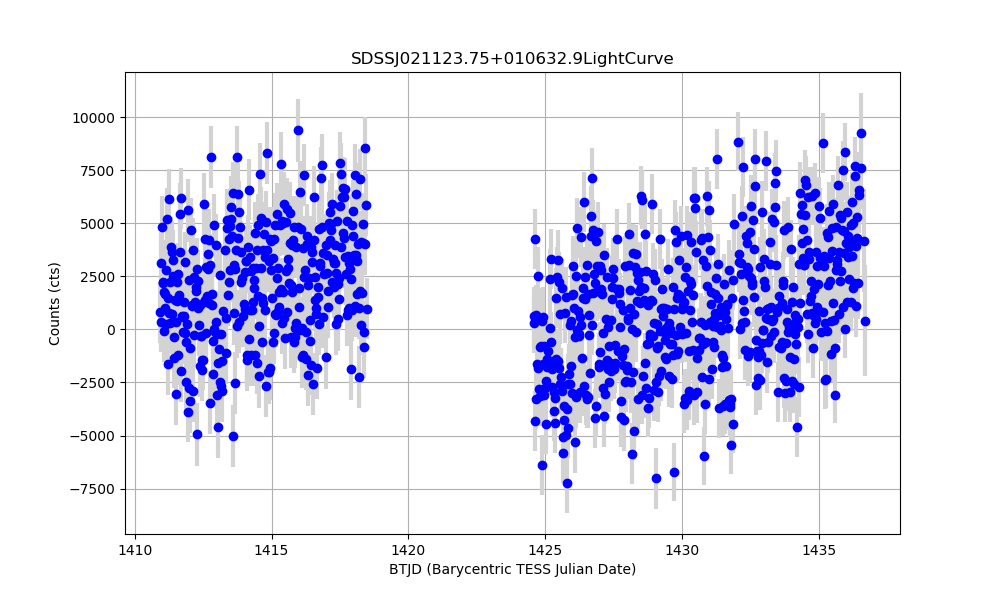 SDSSJ021123.75+010632.9LightCurve
10000
7500
5000
2500
0
−2500
−5000
−7500
Counts (cts)
1410 1415 1420 1425 1430 1435
BTJD (Barycentric TESS Julian Date)